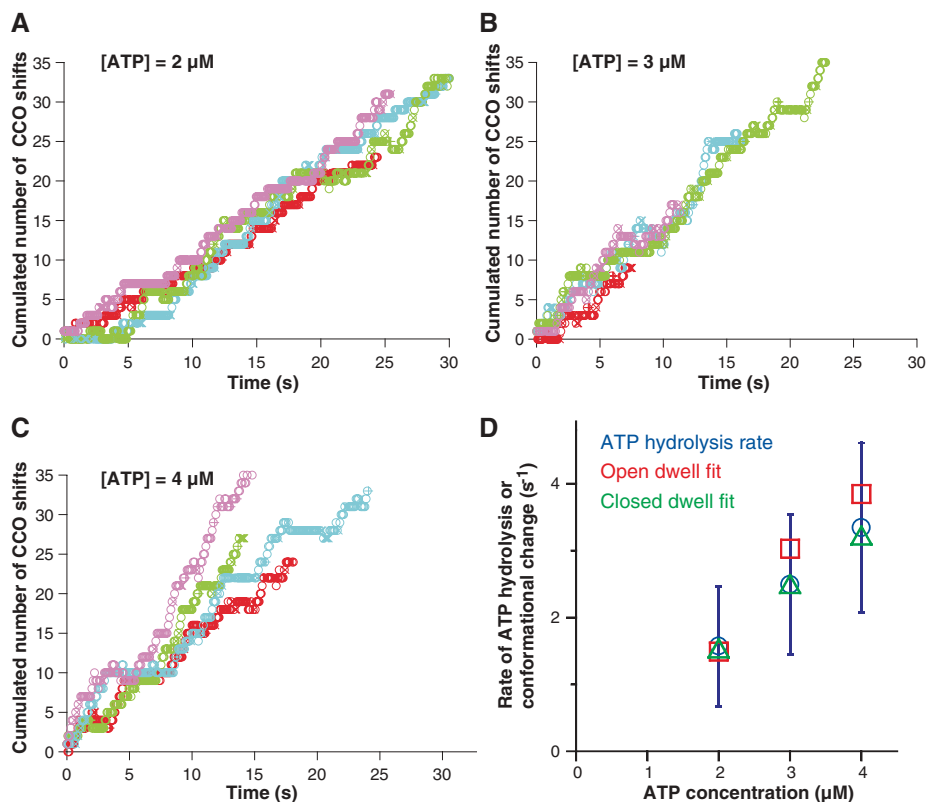 A
[ATP] = 2 µM
Cumulated number of CCO shifts
35
30
25
20
15
10
5
0
0 5 10 15 20 25 30
Time (s)
B
[ATP] = 3 µM
Cumulated number of CCO shifts
35
30
25
20
15
10
5
0
0 5 10 15 20 25 30
Time (s)
C
[ATP] = 4 µM
Cumulated number of CCO shifts
35
30
25
20
15
10
5
0
0 5 10 15 20 25 30
Time (s)
D
ATP hydrolysis rate
Open dwell fit
Closed dwell fit
Rate of ATP hydrolysis or
conformational change (s⁻¹)
4
2
0
0 1 2 3 4
ATP concentration (µM)